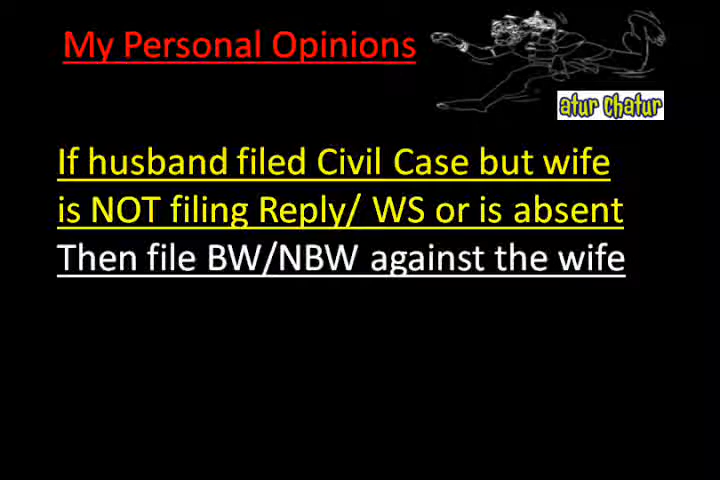 My Personal Opinions
atur chatur
If husband filed Civil Case but wife
is NOT filing Reply/ WS or is absent
Then file BW/NBW against the wife